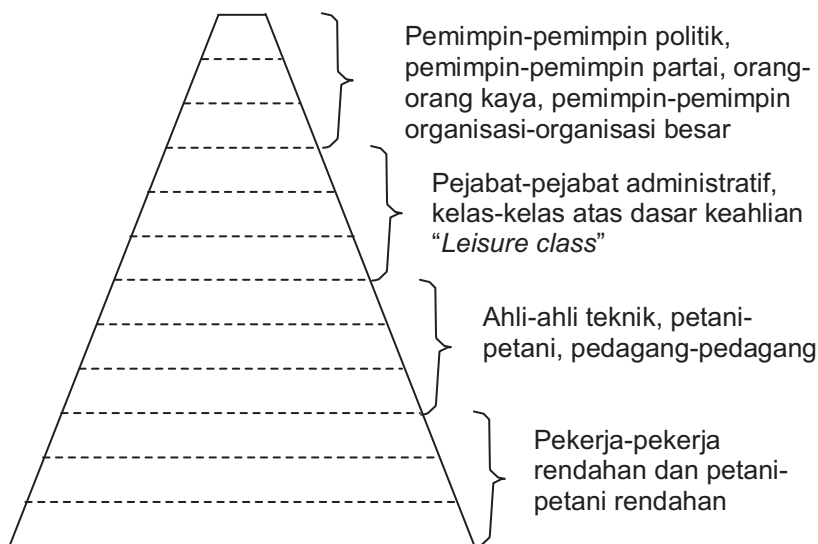 Pemimpin-pemimpin politik,
pemimpin-pemimpin partai, orang-
orang kaya, pemimpin-pemimpin
organisasi-organisasi besar
Pejabat-pejabat administratif,
kelas-kelas atas dasar keahlian
“Leisure class”
Ahli-ahli teknik, petani-
petani, pedagang-pedagang
Pekerja-pekerja
rendahan dan petani-
petani rendahan